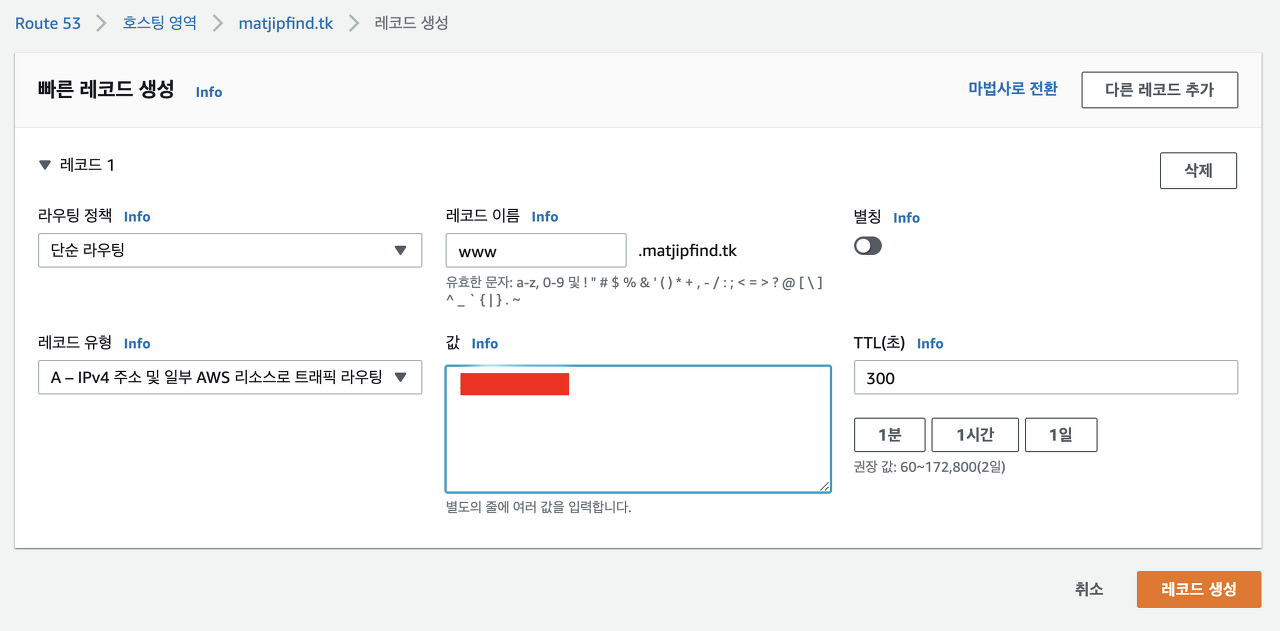 Route 53 > 호스팅 영역 > matjipfind.tk > 레코드 생성
빠른 레코드 생성 Info 마법사로 전환 다른 레코드 추가
▼ 레코드 1 삭제
라우팅 정책 Info
단순 라우팅
레코드 이름 Info
www .matjipfind.tk
유효한 문자: a-z, 0-9 및 ! " # $ % & ' ( ) * + , - / : ; < = > ? @ [ \ ]
^ _ ` { | } . ~
별칭 Info
레코드 유형 Info
A – IPv4 주소 및 일부 AWS 리소스로 트래픽 라우팅
값 Info
별도의 줄에 여러 값을 입력합니다.
TTL(초) Info
300
1분 1시간 1일
권장 값: 60~172,800(2일)
취소 레코드 생성